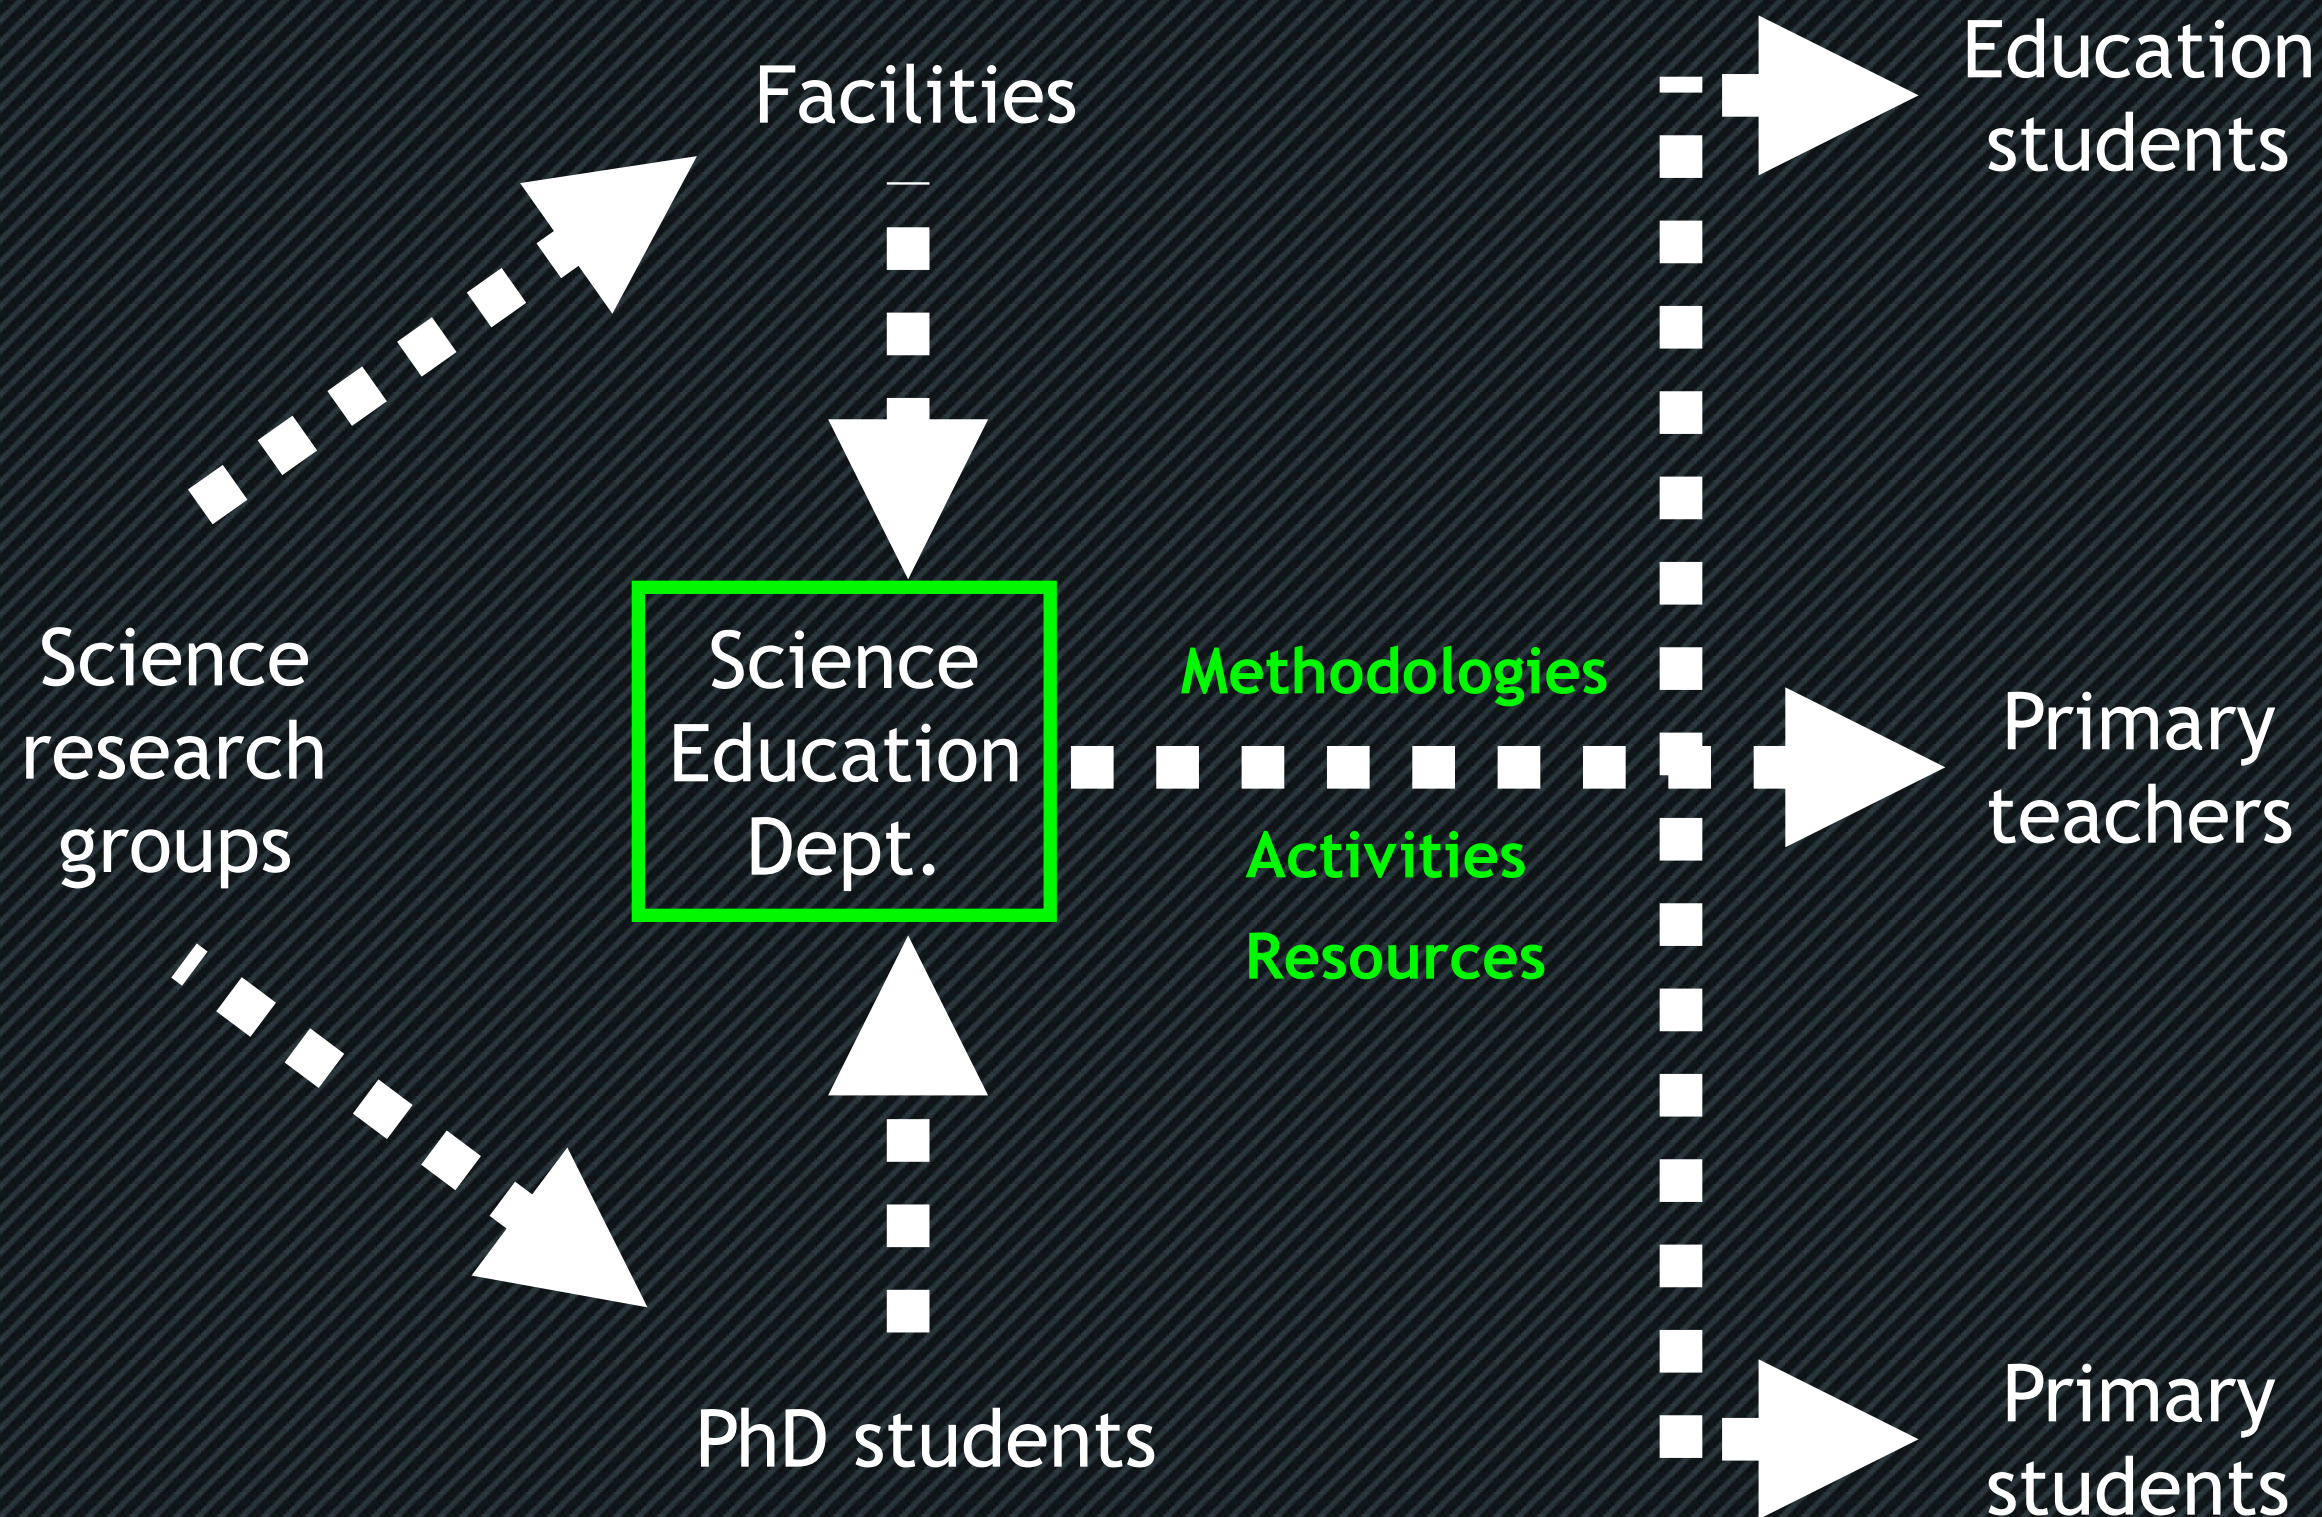 Facilities
Science
research
groups
Science
Education
Dept.
PhD students
Methodologies
Activities
Resources
Education
students
Primary
teachers
Primary
students